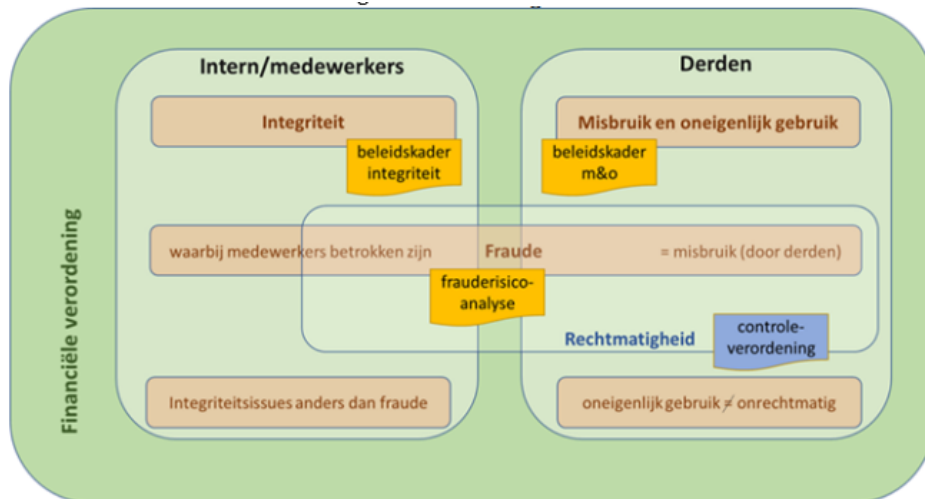 Intern/medewerkers
Derden
Integriteit
Misbruik en oneigenlijk gebruik
beleidskader
integriteit
beleidskader
m&o
waarbij medewerkers betrokken zijn
Fraude
= misbruik (door derden)
frauderisico-
analyse
Rechtmatigheid
controle-
verordening
Integriteitsissues anders dan fraude
oneigenlijk gebruik ≠ onrechtmatig
Financiële verordening